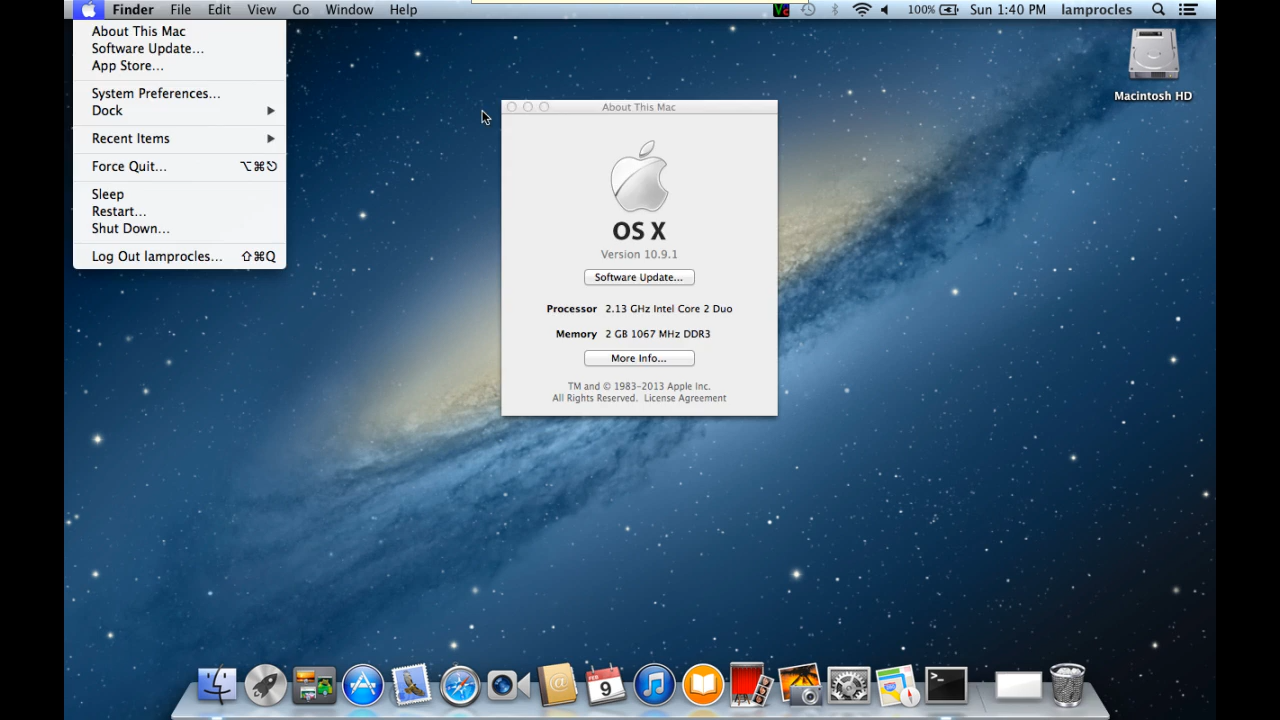 Finder File Edit View Go Window Help
100% Sun 1:40 PM lamprocles
About This Mac
Software Update...
App Store...
System Preferences...
Dock
Recent Items
Force Quit... ⌥⌘⎋
Sleep
Restart...
Shut Down...
Log Out lamprocles... ⇧⌘Q
Macintosh HD
About This Mac
OS X
Version 10.9.1
Software Update...
Processor 2.13 GHz Intel Core 2 Duo
Memory 2 GB 1067 MHz DDR3
More Info...
TM and © 1983-2013 Apple Inc.
All Rights Reserved. License Agreement
FEB
9
>_